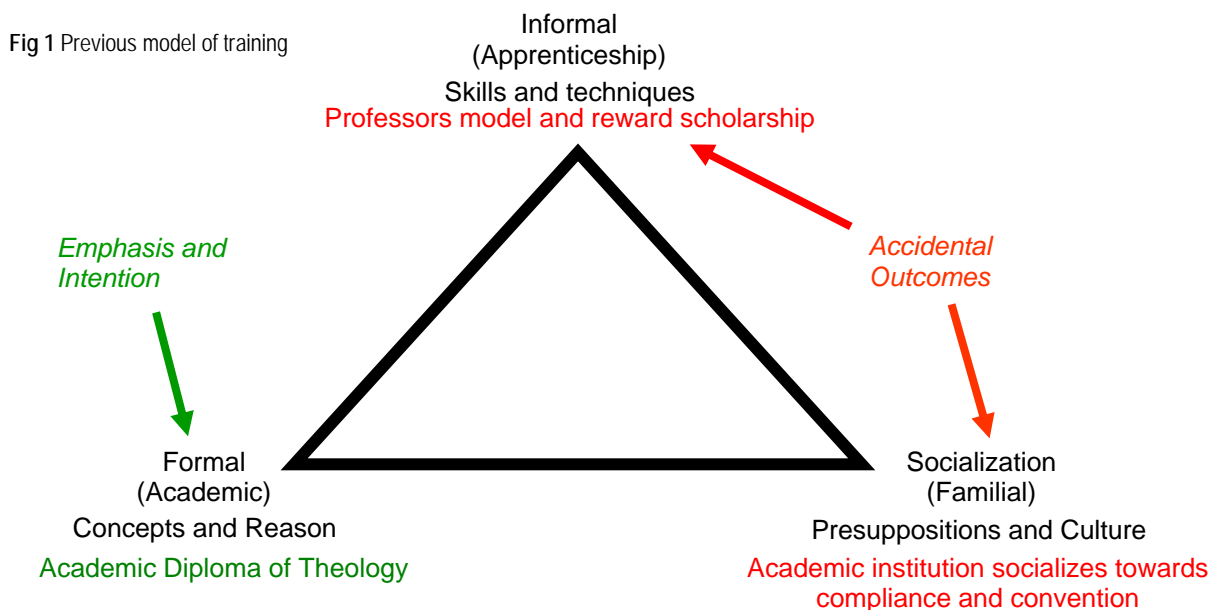 Fig 1 Previous model of training
Informal
(Apprenticeship)
Skills and techniques
Professors model and reward scholarship
Emphasis and
Intention
Accidental
Outcomes
Formal
(Academic)
Concepts and Reason
Academic Diploma of Theology
Socialization
(Familial)
Presuppositions and Culture
Academic institution socializes towards
compliance and convention